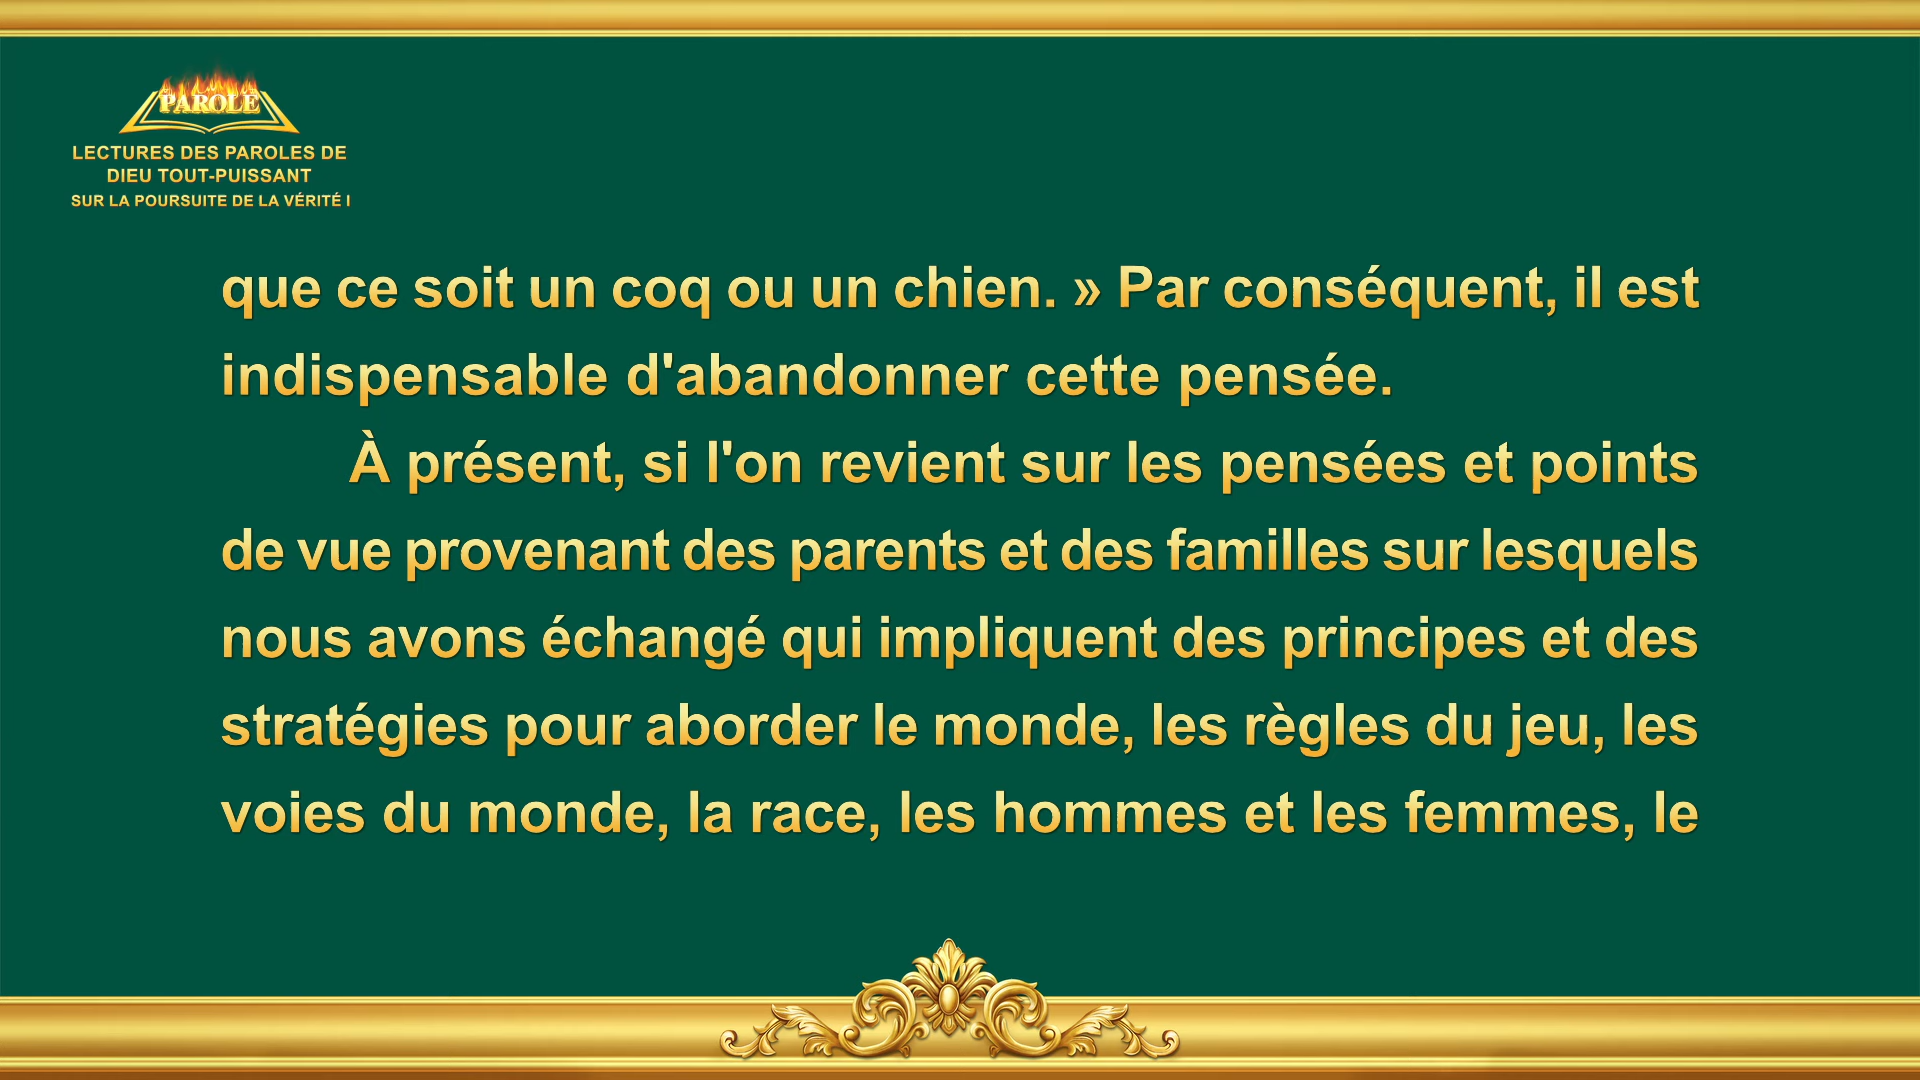 PAROLE
LECTURES DES PAROLES DE
DIEU TOUT-PUISSANT
SUR LA POURSUITE DE LA VÉRITÉ I
que ce soit un coq ou un chien. » Par conséquent, il est
indispensable d'abandonner cette pensée.
À présent, si l'on revient sur les pensées et points
de vue provenant des parents et des familles sur lesquels
nous avons échangé qui impliquent des principes et des
stratégies pour aborder le monde, les règles du jeu, les
voies du monde, la race, les hommes et les femmes, le